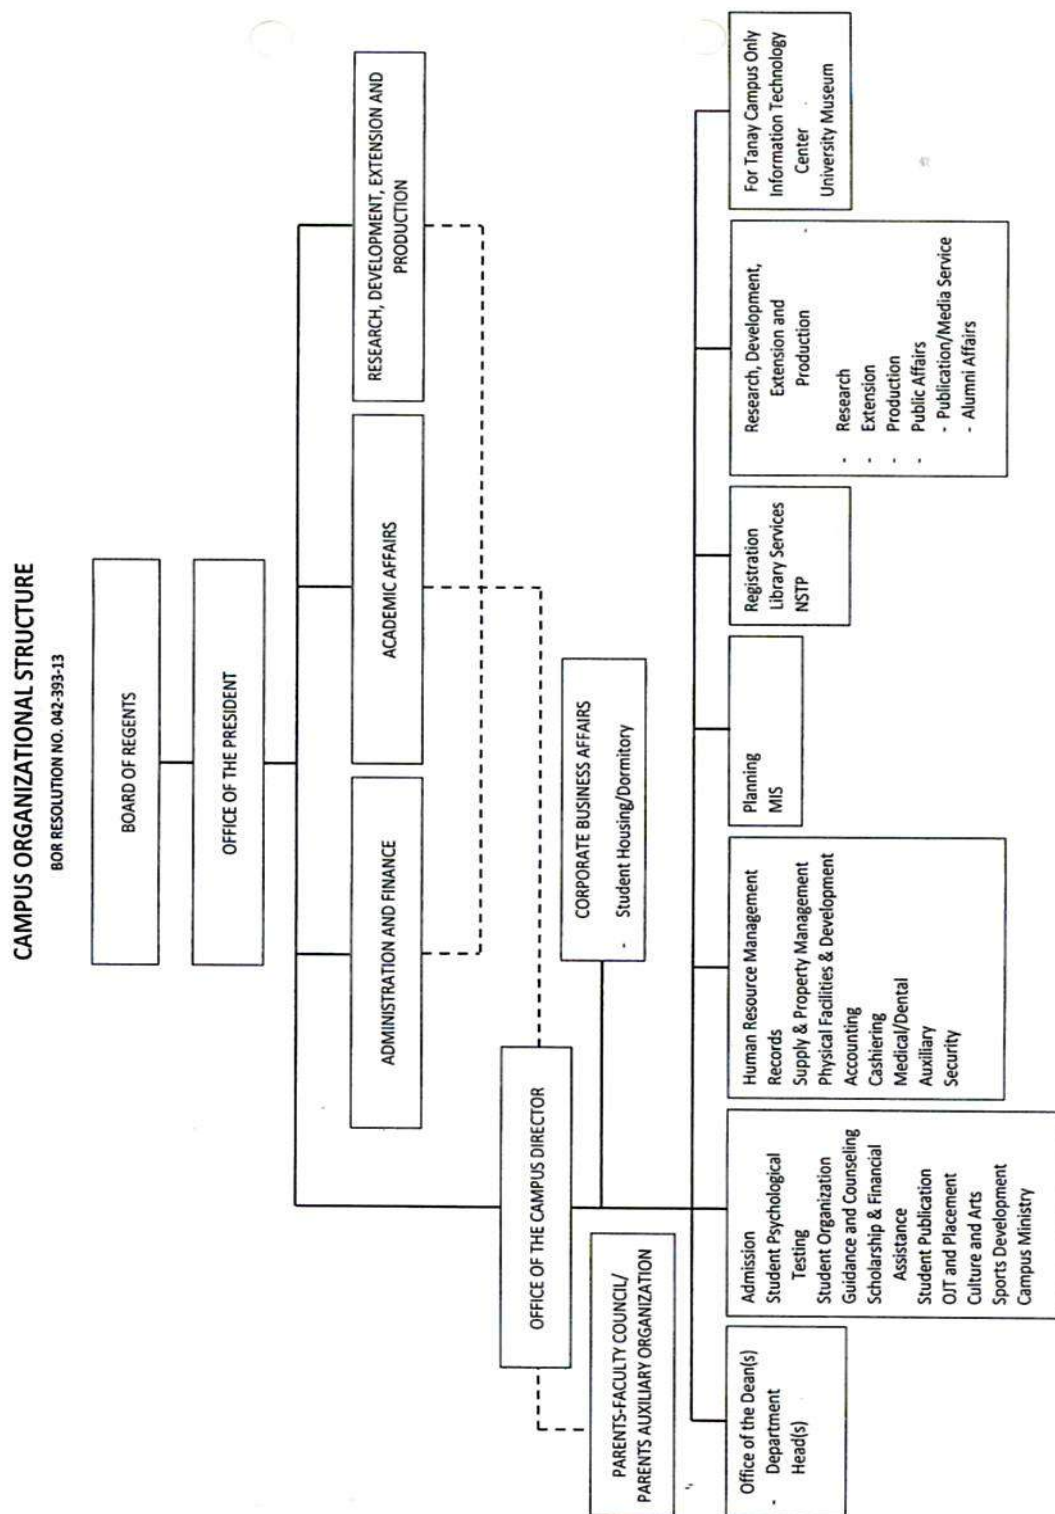 CAMPUS ORGANIZATIONAL STRUCTURE
BOR RESOLUTION NO. 042-393-13
BOARD OF REGENTS
OFFICE OF THE PRESIDENT
ADMINISTRATION AND FINANCE
ACADEMIC AFFAIRS
RESEARCH, DEVELOPMENT, EXTENSION AND
PRODUCTION
OFFICE OF THE CAMPUS DIRECTOR
PARENTS-FACULTY COUNCIL/
PARENTS AUXILIARY ORGANIZATION
CORPORATE BUSINESS AFFAIRS
- Student Housing/Dormitory
Office of the Dean(s)
- Department
Head(s)
Admission
Student Psychological
Testing
Student Organization
Guidance and Counseling
Scholarship & Financial
Assistance
Student Publication
OJT and Placement
Culture and Arts
Sports Development
Campus Ministry
Human Resource Management
Records
Supply & Property Management
Physical Facilities & Development
Accounting
Cashiering
Medical/Dental
Auxiliary
Security
Planning
MIS
Registration
Library Services
NSTP
Research, Development,
Extension and
Production
- Research
- Extension
- Production
- Public Affairs
- Publication/Media Service
- Alumni Affairs
For Tanay Campus Only
Information Technology
Center
University Museum